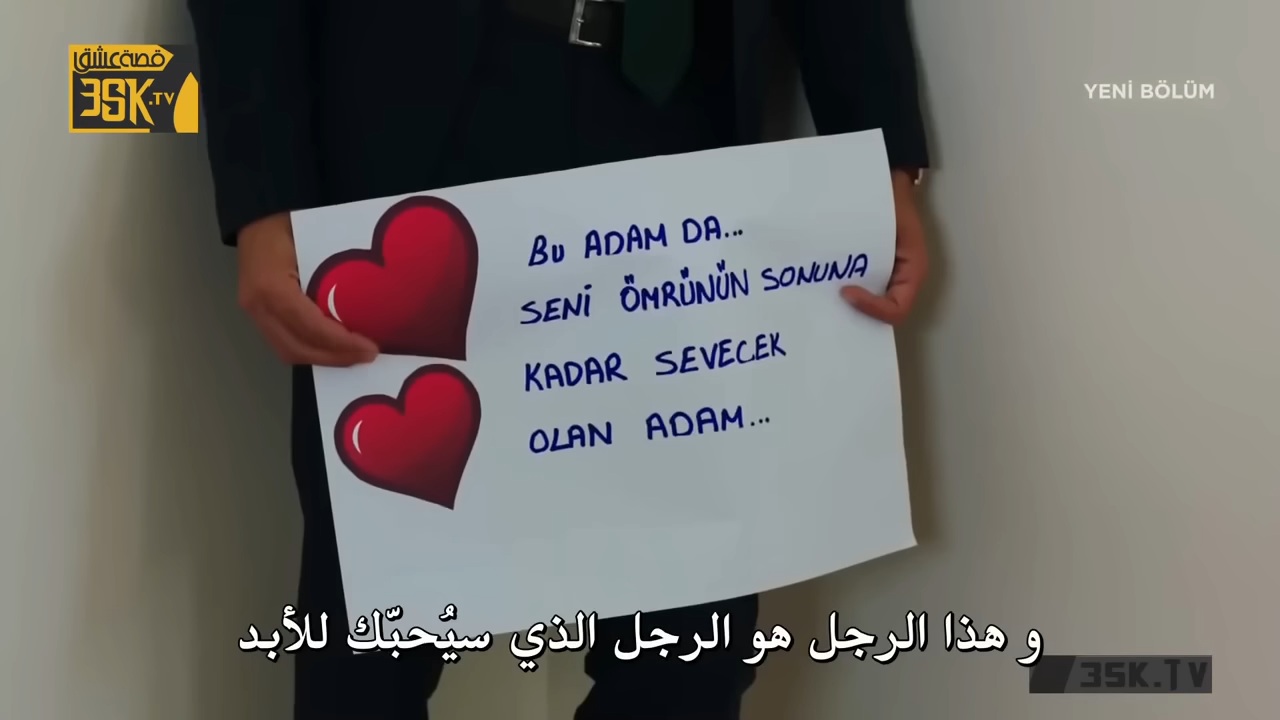 قصة عشق
3SK.TV
YENİ BÖLÜM
BU ADAM DA...
SENİ ÖMRÜNÜN SONUNA
KADAR SEVECEK
OLAN ADAM...
و هذا الرجل هو الرجل الذي سيُحبّك للأبد
3SK.TV